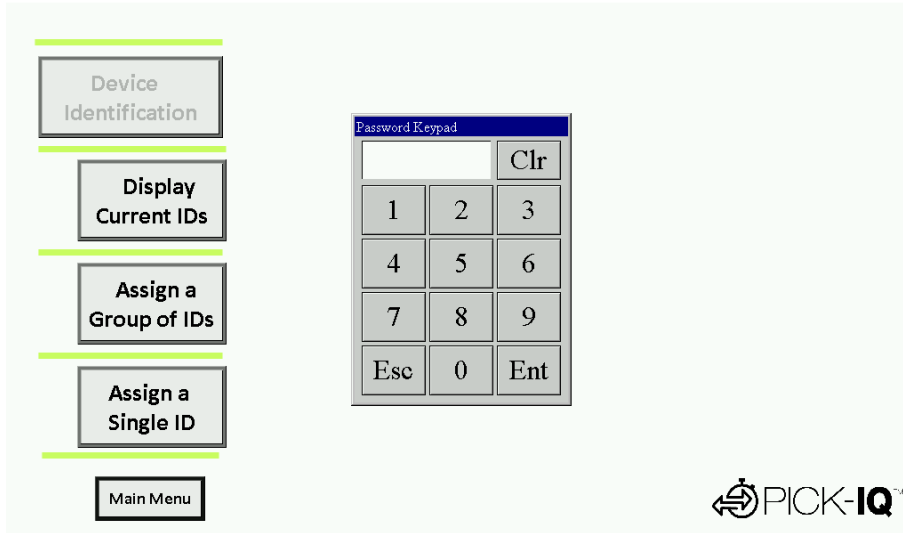 Device
Identification
Display
Current IDs
Assign a
Group of IDs
Assign a
Single ID
Main Menu
Password Keypad
Clr
1 2 3
4 5 6
7 8 9
Esc 0 Ent
PICK-IQ™